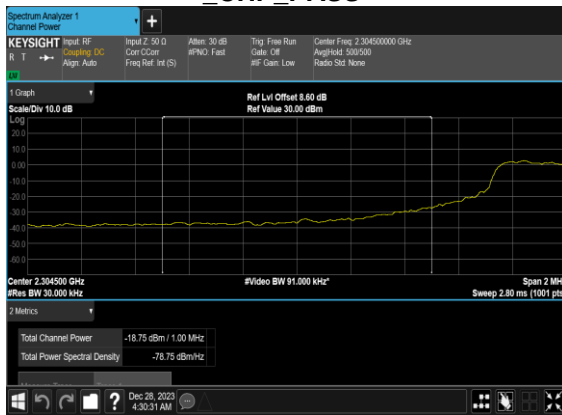 Spectrum Analyzer 1
Channel Power
+
KEYSIGHT
R T
Input: RF
Coupling: DC
Align: Auto
Input Z: 50 Ω
Corr CCorr
Freq Ref: Int (S)
Atten: 30 dB
#PNO: Fast
Trig: Free Run
Gate: Off
#IF Gain: Low
Center Freq: 2.304500000 GHz
Avg|Hold: 500/500
Radio Std: None
1 Graph
Scale/Div 10.0 dB
Ref Lvl Offset 8.60 dB
Ref Value 30.00 dBm
Log
20.0
10.0
0.00
-10.0
-20.0
-30.0
-40.0
-50.0
-60.0
Center 2.304500 GHz
#Video BW 91.000 kHz*
Span 2 MH
#Res BW 30.000 kHz
Sweep 2.80 ms (1001 pts
2 Metrics
Total Channel Power -18.75 dBm / 1.00 MHz
Total Power Spectral Density -78.75 dBm/Hz
?
Dec 28, 2023
4:30:31 AM